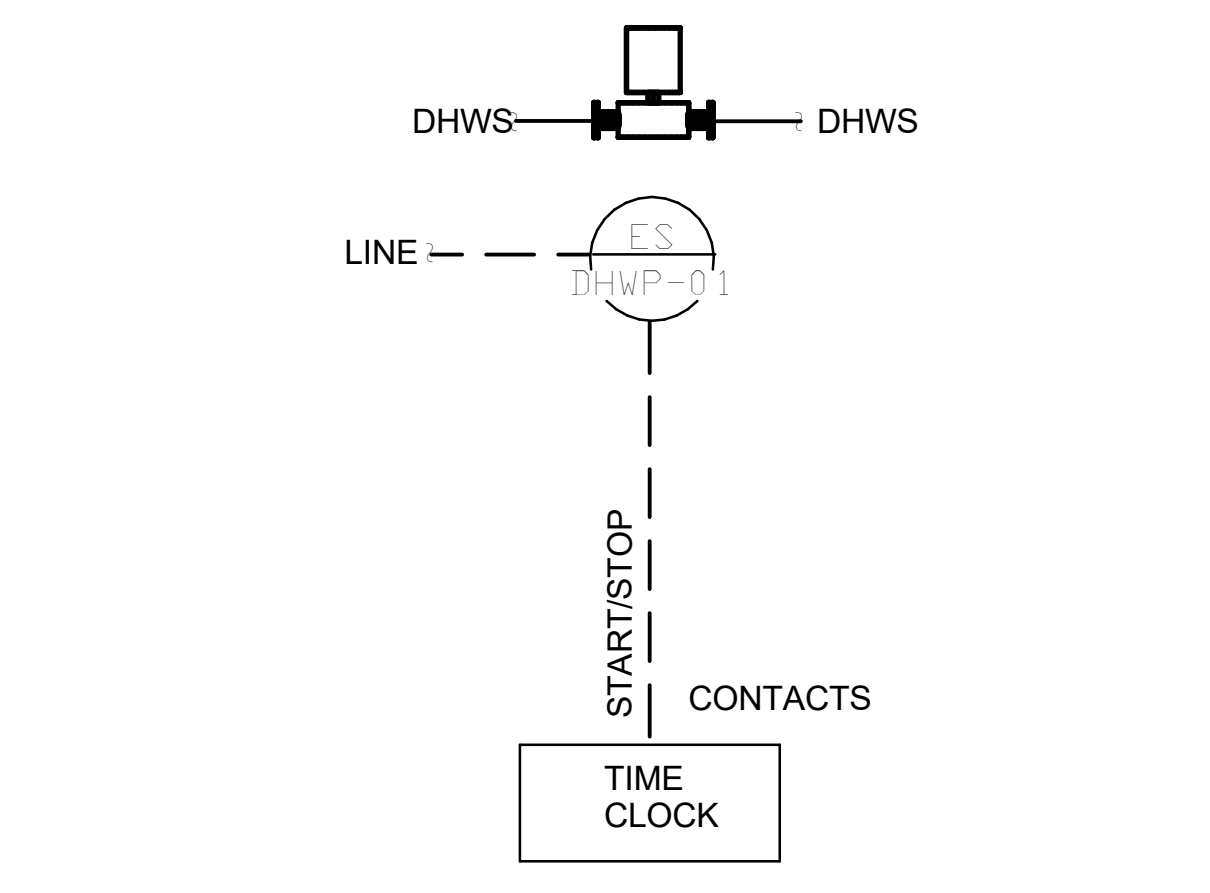 DHWS
DHWS
LINE
ES
DHWP-01
START/STOP
CONTACTS
TIME
CLOCK